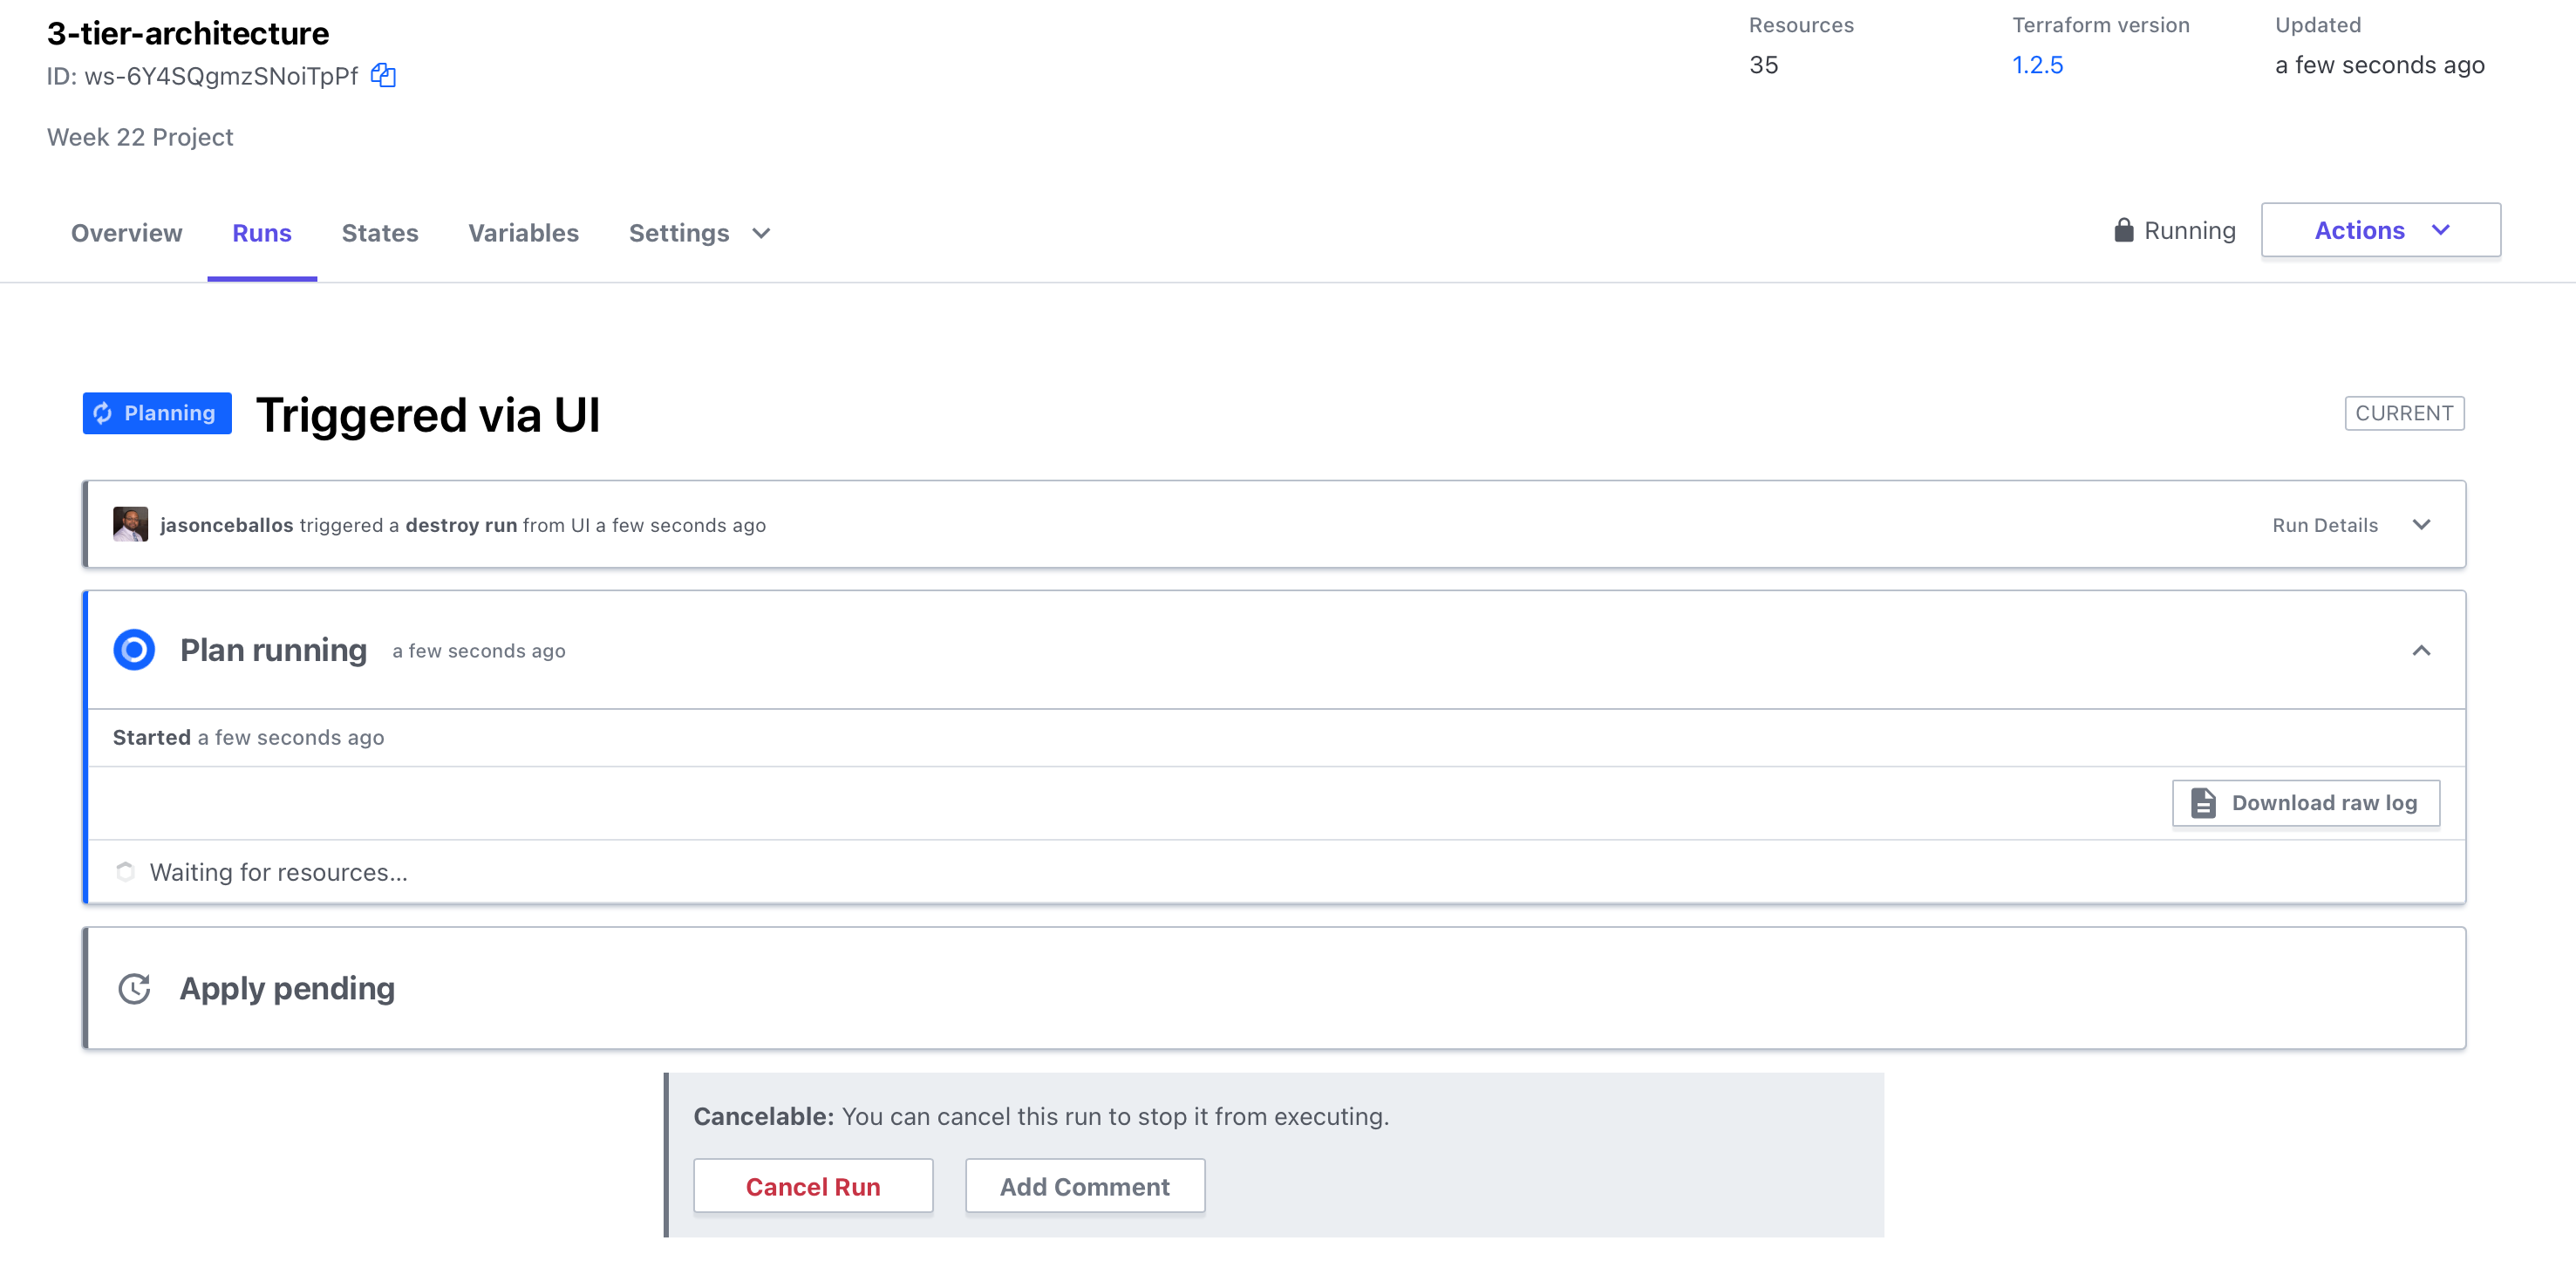 3-tier-architecture
ID: ws-6Y4SQgmzSNoiTpPf
Week 22 Project
Resources
35
Terraform version
1.2.5
Updated
a few seconds ago
Overview Runs States Variables Settings
Running Actions
Planning Triggered via UI CURRENT
jasonceballos triggered a destroy run from UI a few seconds ago Run Details
Plan running a few seconds ago
Started a few seconds ago
Download raw log
Waiting for resources...
Apply pending
Cancelable: You can cancel this run to stop it from executing.
Cancel Run Add Comment